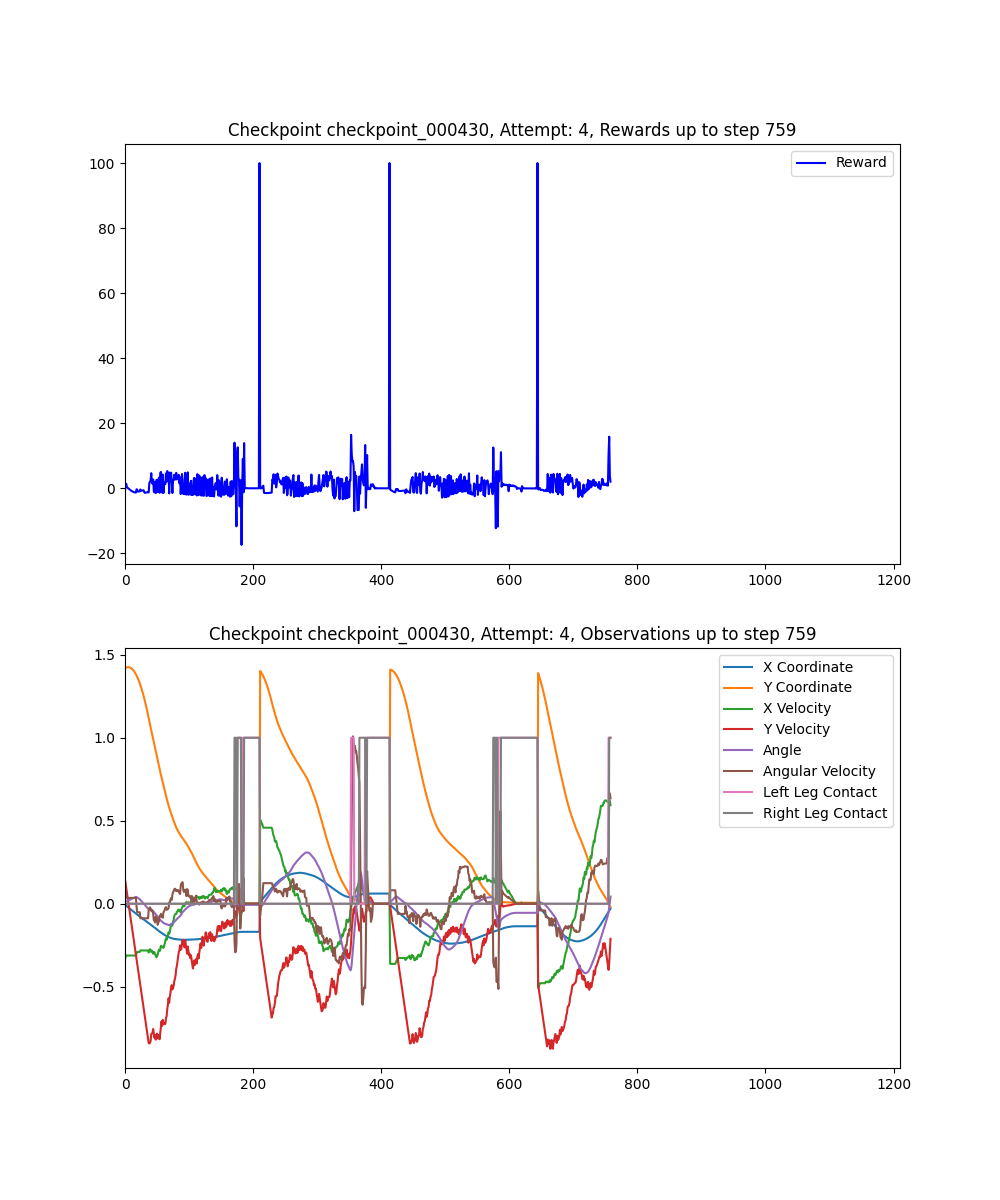 Checkpoint checkpoint_000430, Attempt: 4, Rewards up to step 759
100
80
60
40
20
0
−20
Reward
0 200 400 600 800 1000 1200
Checkpoint checkpoint_000430, Attempt: 4, Observations up to step 759
1.5
1.0
0.5
0.0
−0.5
X Coordinate
Y Coordinate
X Velocity
Y Velocity
Angle
Angular Velocity
Left Leg Contact
Right Leg Contact
0 200 400 600 800 1000 1200